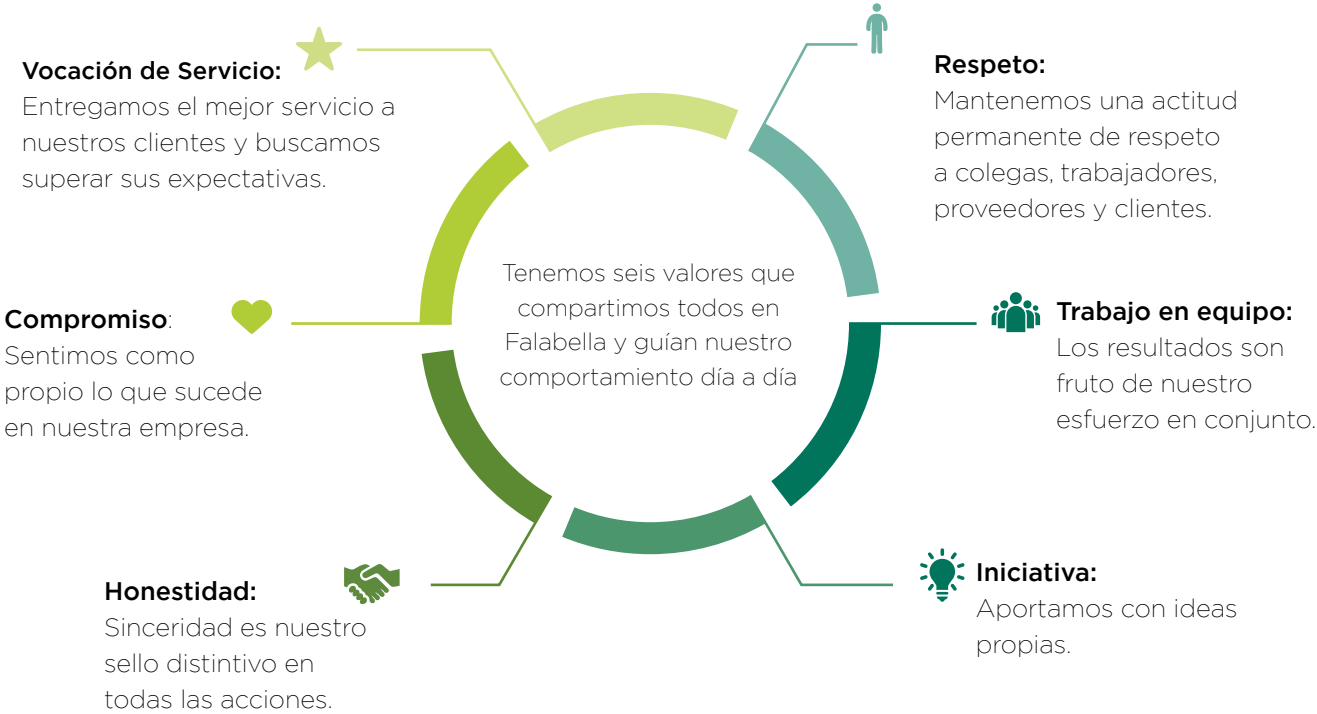 Vocación de Servicio:
Entregamos el mejor servicio a
nuestros clientes y buscamos
superar sus expectativas.
Respeto:
Mantenemos una actitud
permanente de respeto
a colegas, trabajadores,
proveedores y clientes.
Tenemos seis valores que
compartimos todos en
Falabella y guían nuestro
comportamiento día a día
Compromiso:
Sentimos como
propio lo que sucede
en nuestra empresa.
Trabajo en equipo:
Los resultados son
fruto de nuestro
esfuerzo en conjunto.
Honestidad:
Sinceridad es nuestro
sello distintivo en
todas las acciones.
Iniciativa:
Aportamos con ideas
propias.